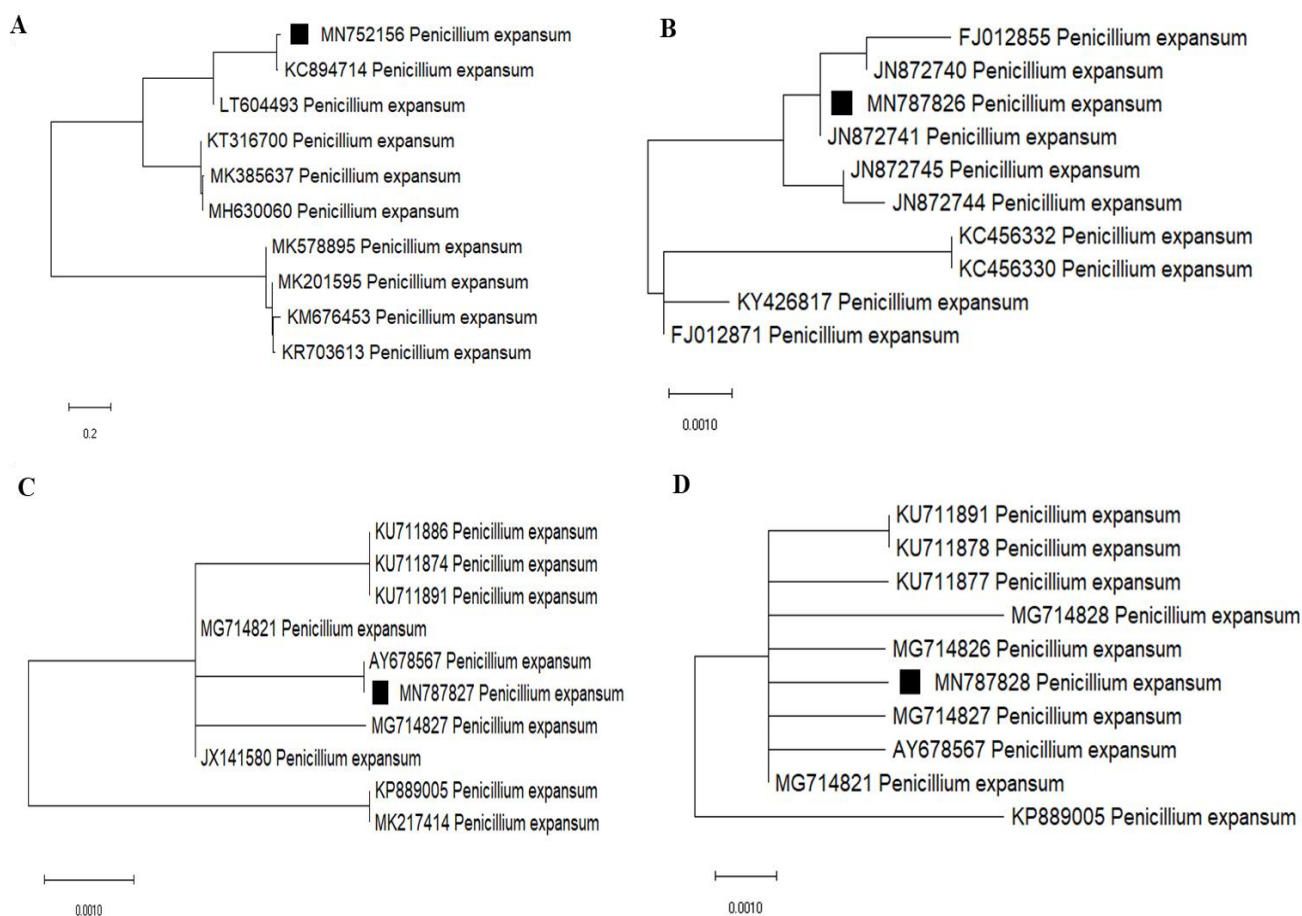 A
MN752156 Penicillium expansum
KC894714 Penicillium expansum
LT604493 Penicillium expansum
KT316700 Penicillium expansum
MK385637 Penicillium expansum
MH630060 Penicillium expansum
MK578895 Penicillium expansum
MK201595 Penicillium expansum
KM676453 Penicillium expansum
KR703613 Penicillium expansum
0.2
B
FJ012855 Penicillium expansum
JN872740 Penicillium expansum
MN787826 Penicillium expansum
JN872741 Penicillium expansum
JN872745 Penicillium expansum
JN872744 Penicillium expansum
KC456332 Penicillium expansum
KC456330 Penicillium expansum
KY426817 Penicillium expansum
FJ012871 Penicillium expansum
0.0010
C
KU711886 Penicillium expansum
KU711874 Penicillium expansum
KU711891 Penicillium expansum
MG714821 Penicillium expansum
AY678567 Penicillium expansum
MN787827 Penicillium expansum
MG714827 Penicillium expansum
JX141580 Penicillium expansum
KP889005 Penicillium expansum
MK217414 Penicillium expansum
0.0010
D
KU711891 Penicillium expansum
KU711878 Penicillium expansum
KU711877 Penicillium expansum
MG714828 Penicillium expansum
MG714826 Penicillium expansum
MN787828 Penicillium expansum
MG714827 Penicillium expansum
AY678567 Penicillium expansum
MG714821 Penicillium expansum
KP889005 Penicillium expansum
0.0010